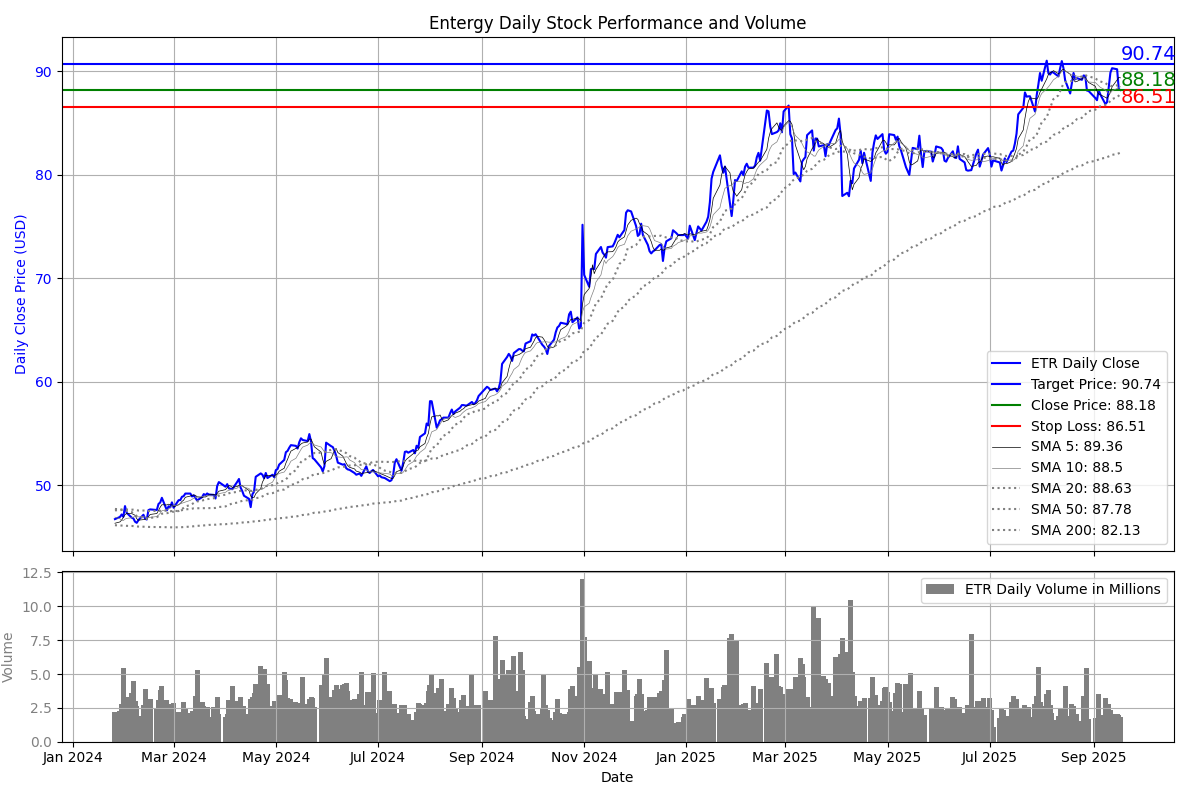 Entergy Daily Stock Performance and Volume
Daily Close Price (USD)
90
80
70
60
50
90.74
88.18
86.51
ETR Daily Close
Target Price: 90.74
Close Price: 88.18
Stop Loss: 86.51
SMA 5: 89.36
SMA 10: 88.5
SMA 20: 88.63
SMA 50: 87.78
SMA 200: 82.13
Volume
12.5
10.0
7.5
5.0
2.5
0.0
ETR Daily Volume in Millions
Jan 2024 Mar 2024 May 2024 Jul 2024 Sep 2024 Nov 2024 Jan 2025 Mar 2025 May 2025 Jul 2025 Sep 2025
Date